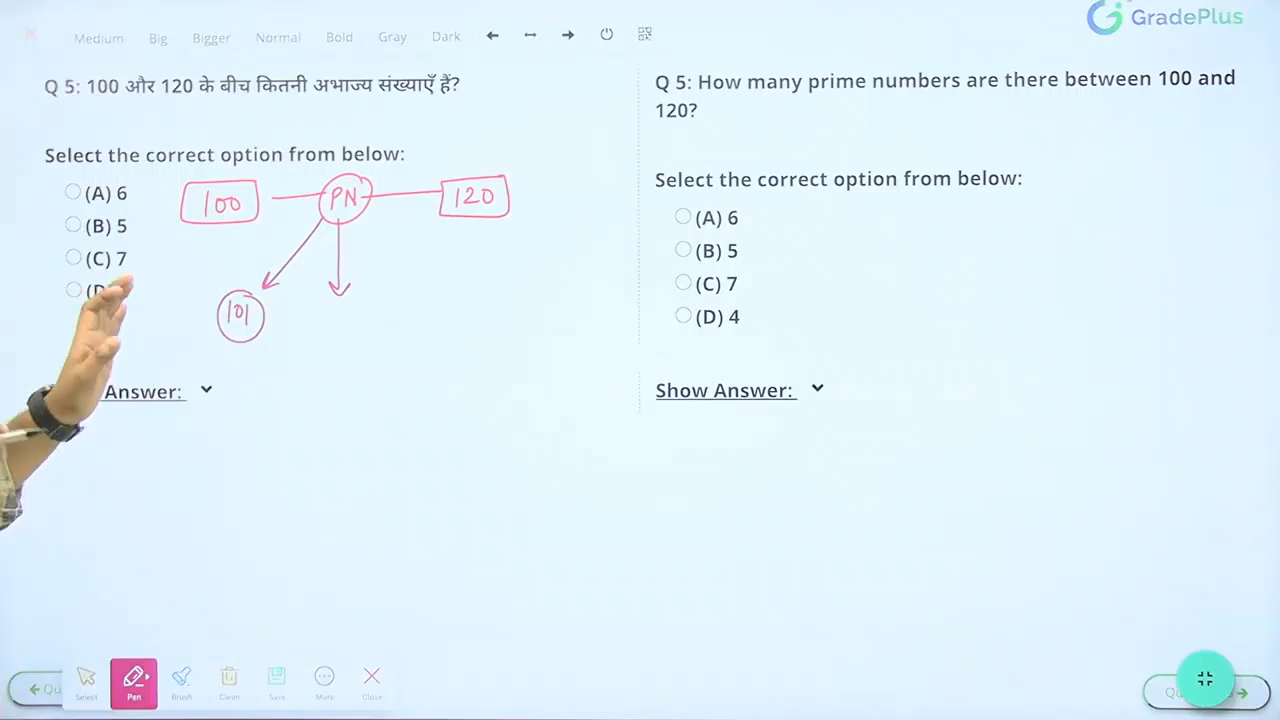 GradePlus
Medium Big Bigger Normal Bold Gray Dark
Q 5: 100 और 120 के बीच कितनी अभाज्य संख्याएँ हैं?
Select the correct option from below:
(A) 6
(B) 5
(C) 7
100 PN 120
101
Answer:
Q 5: How many prime numbers are there between 100 and
120?
Select the correct option from below:
(A) 6
(B) 5
(C) 7
(D) 4
Show Answer:
Select Pen Brush Clean Save More Close